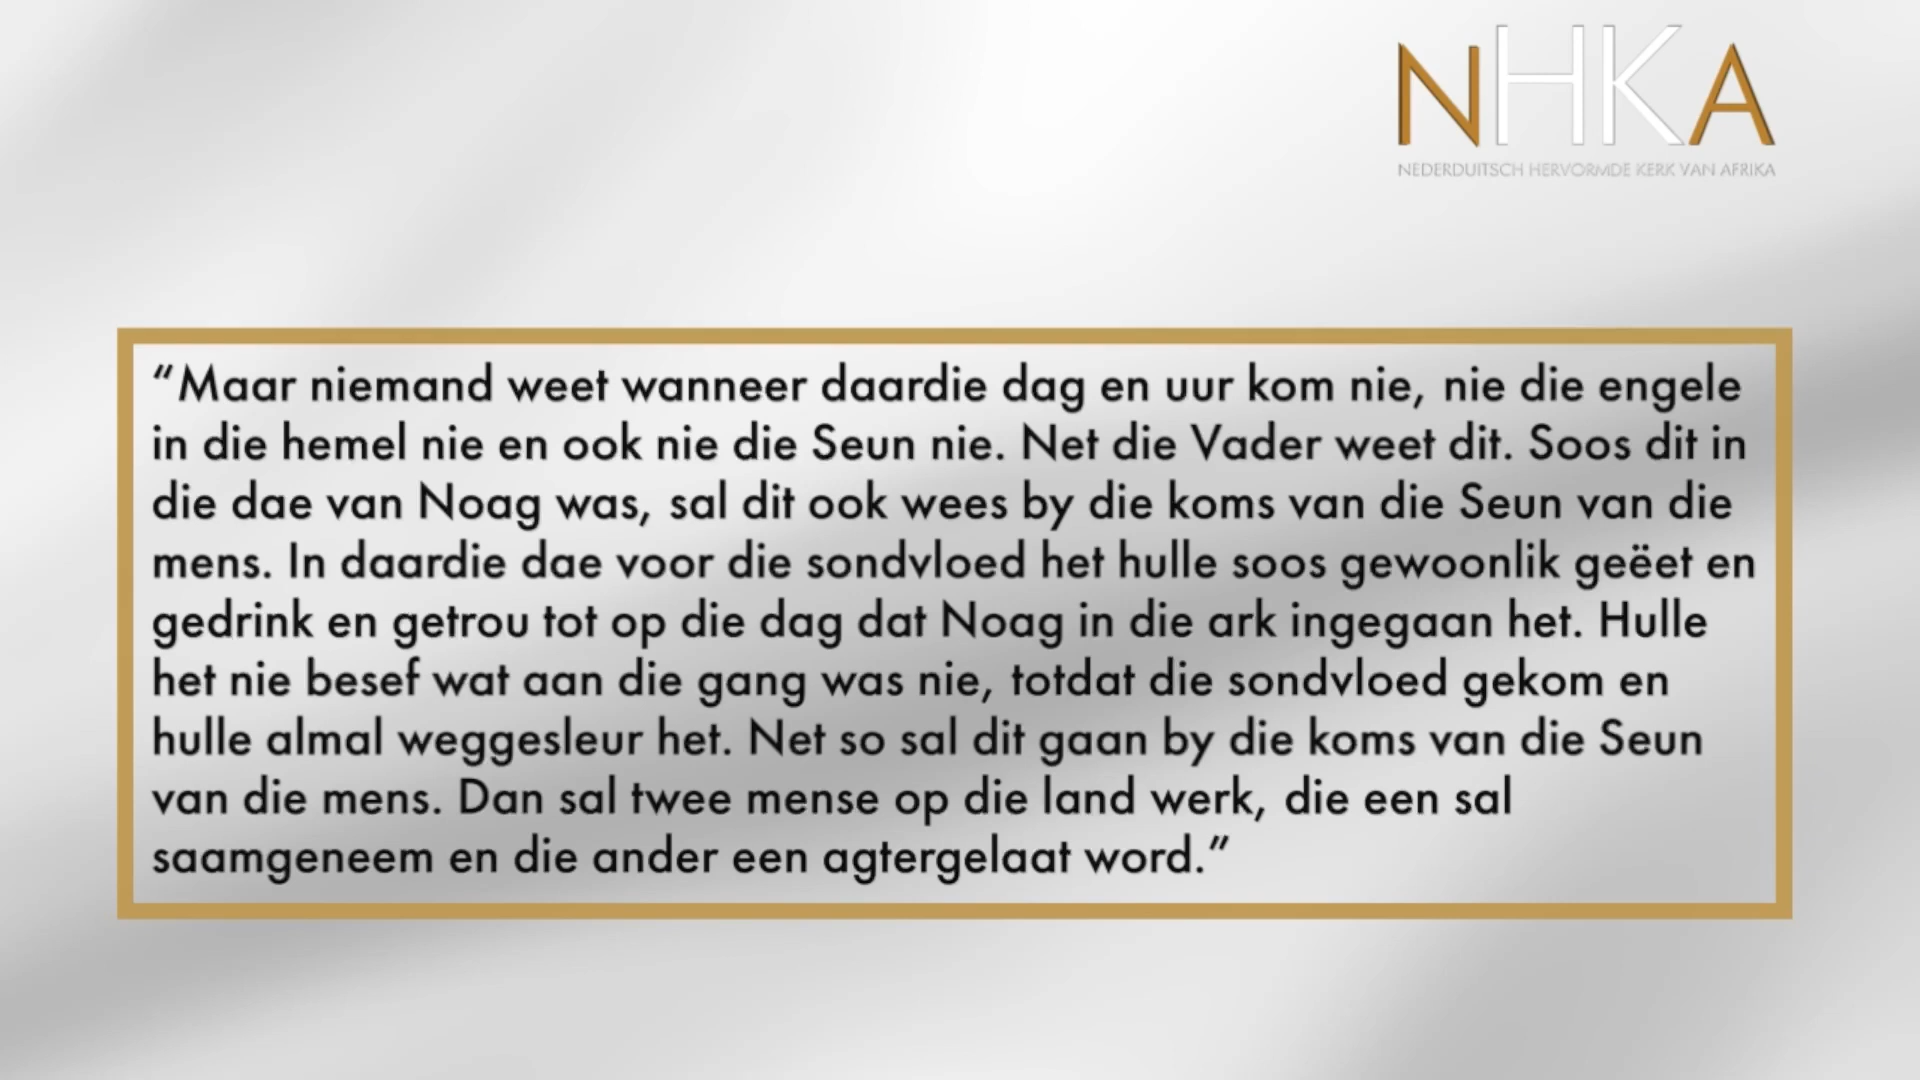 NHKA
NEDERDUITSCH HERVORMDE KERK VAN AFRIKA
“Maar niemand weet wanneer daardie dag en uur kom nie, nie die engele
in die hemel nie en ook nie die Seun nie. Net die Vader weet dit. Soos dit in
die dae van Noag was, sal dit ook wees by die koms van die Seun van die
mens. In daardie dae voor die sondvloed het hulle soos gewoonlik geëet en
gedrink en getrou tot op die dag dat Noag in die ark ingegaan het. Hulle
het nie besef wat aan die gang was nie, totdat die sondvloed gekom en
hulle almal weggesleur het. Net so sal dit gaan by die koms van die Seun
van die mens. Dan sal twee mense op die land werk, die een sal
saamgeneem en die ander een agtergelaat word.”